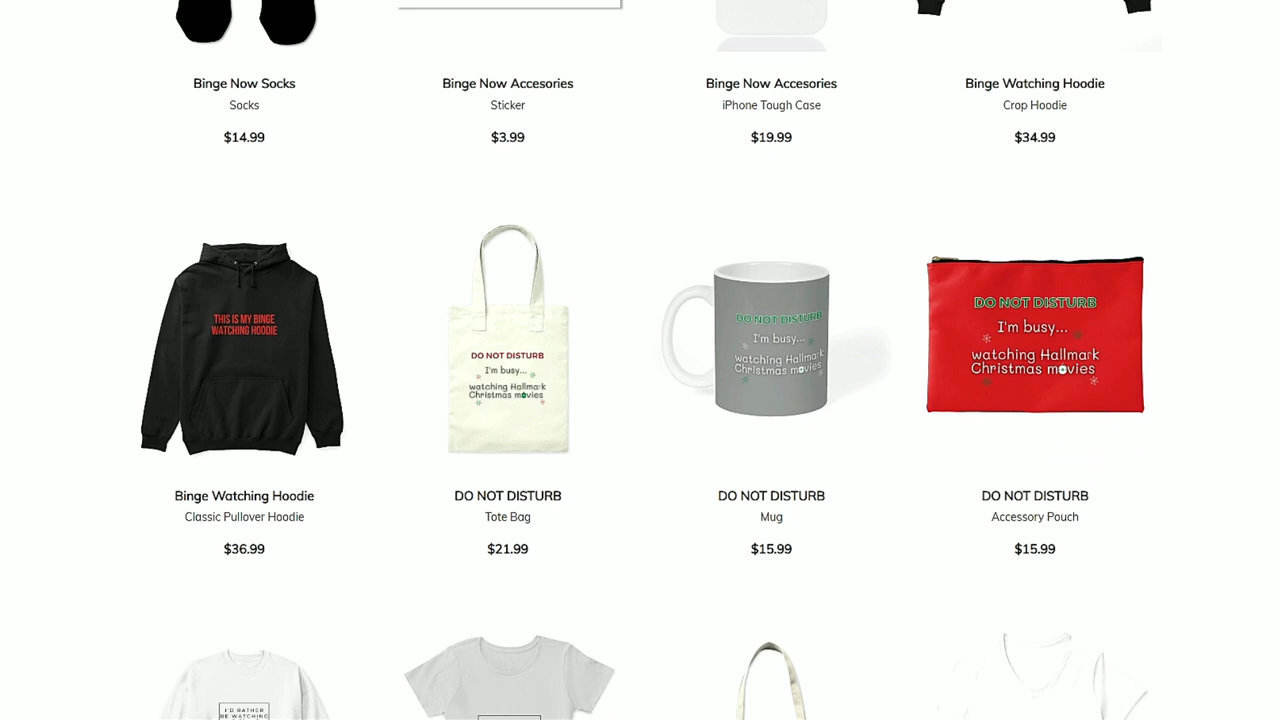 Binge Now Socks
Socks
$14.99
Binge Now Accesories
Sticker
$3.99
Binge Now Accesories
iPhone Tough Case
$19.99
Binge Watching Hoodie
Crop Hoodie
$34.99
THIS IS MY BINGE
WATCHING HOODIE
DO NOT DISTURB
I'm busy...
watching Hallmark
Christmas movies
DO NOT DISTURB
I'm busy...
watching Hallmark
Christmas movies
DO NOT DISTURB
I'm busy...
watching Hallmark
Christmas movies
Binge Watching Hoodie
Classic Pullover Hoodie
$36.99
DO NOT DISTURB
Tote Bag
$21.99
DO NOT DISTURB
Mug
$15.99
DO NOT DISTURB
Accessory Pouch
$15.99
I'D RATHER
BE WATCHING